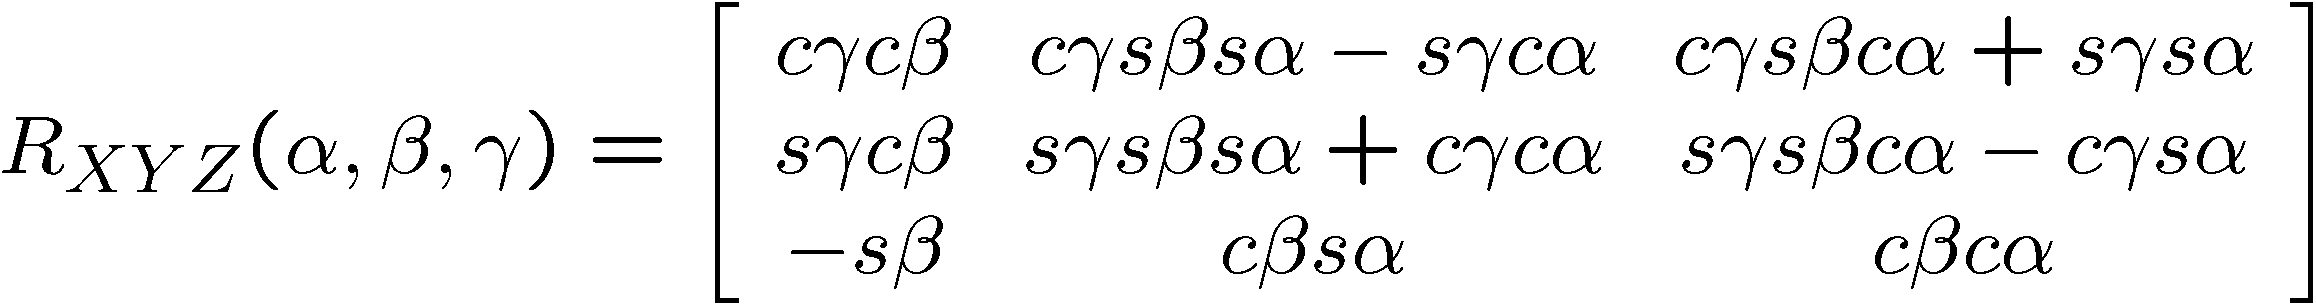 cγcβ cγsβsα − sγcα cγsβcα + sγsα
R_{XYZ}(α, β, γ) = [ sγcβ sγsβsα + cγcα sγsβcα − cγsα ]
−sβ cβsα cβcα